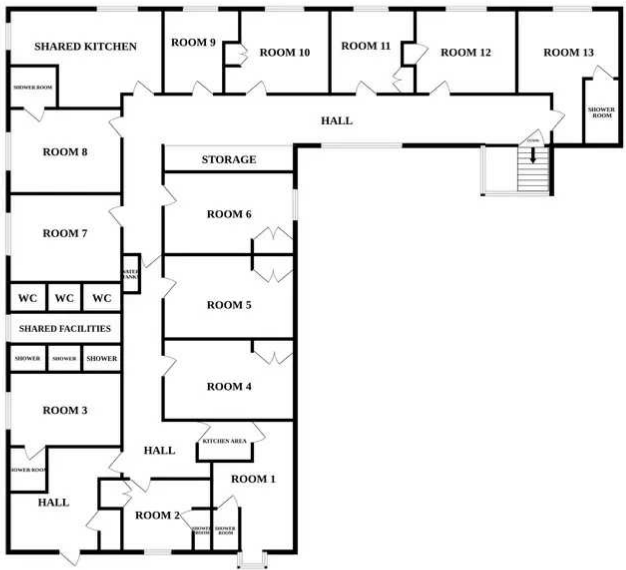 SHARED KITCHEN
ROOM 9
ROOM 10
ROOM 11
ROOM 12
ROOM 13
SHOWER ROOM
SHOWER
ROOM
HALL
ROOM 8
STORAGE
ROOM 6
ROOM 7
WATER
TANK
WC
WC
WC
ROOM 5
SHARED FACILITIES
SHOWER
SHOWER
SHOWER
ROOM 4
ROOM 3
KITCHEN AREA
HALL
SHOWER ROOM
ROOM 1
HALL
ROOM 2
SHOWER
ROOM
SHOWER
ROOM